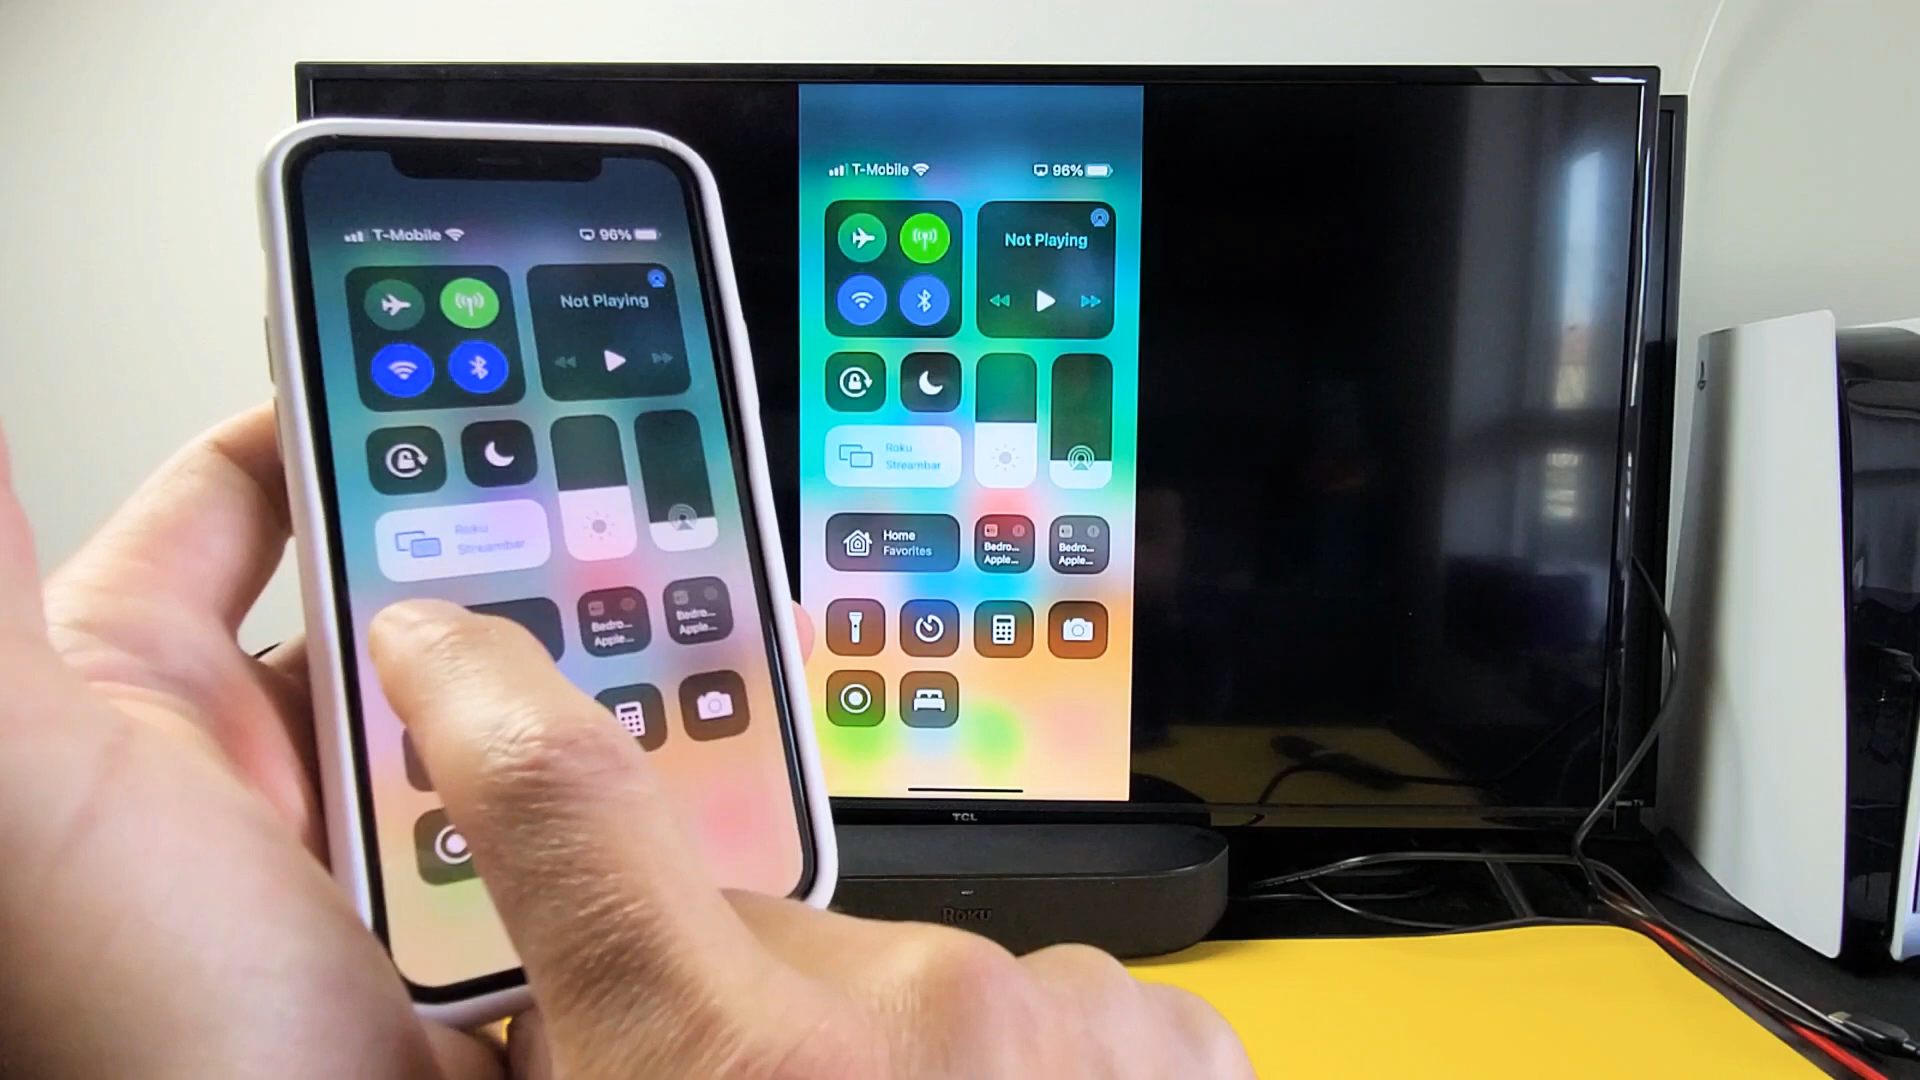 T-Mobile 96%
Not Playing
Roku
Streambar
Bedro...
Apple...
Bedro...
Apple...
T-Mobile 96%
Not Playing
Roku
Streambar
Home
Favorites
Bedro...
Apple...
Bedro...
Apple...
TCL
Roku